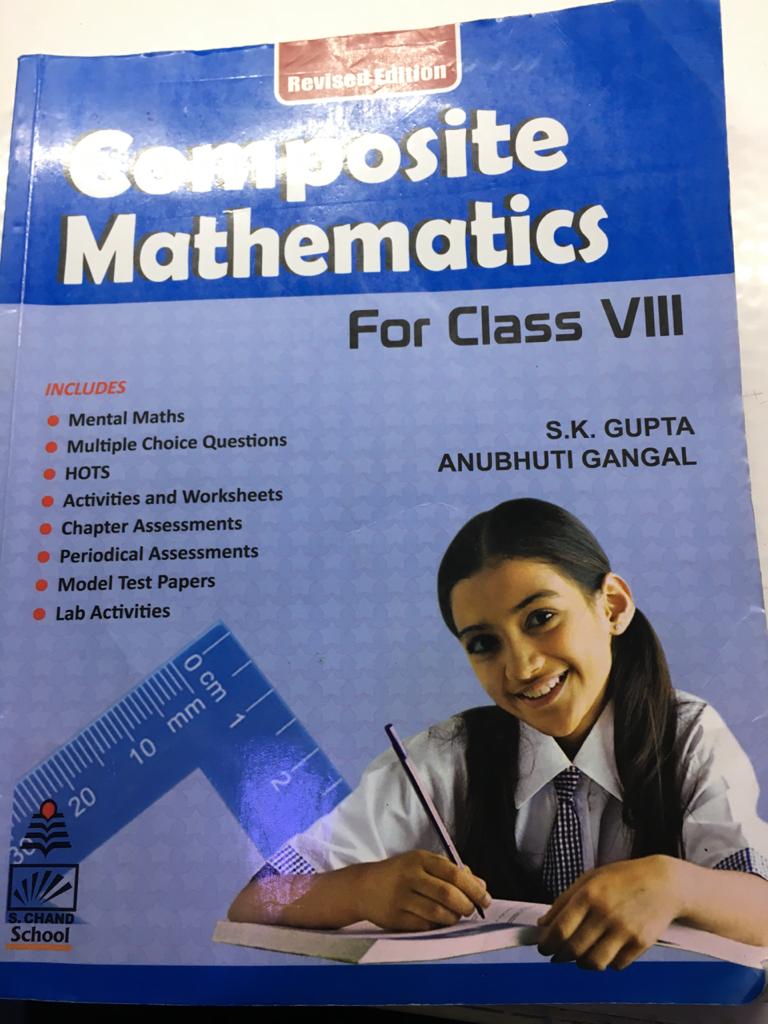 Revised Edition
Composite
Mathematics
For Class VIII
INCLUDES
Mental Maths
Multiple Choice Questions
HOTS
Activities and Worksheets
Chapter Assessments
Periodical Assessments
Model Test Papers
Lab Activities
S.K. GUPTA
ANUBHUTI GANGAL
0 cm 1 2
mm 10 20 30
S. CHAND
School